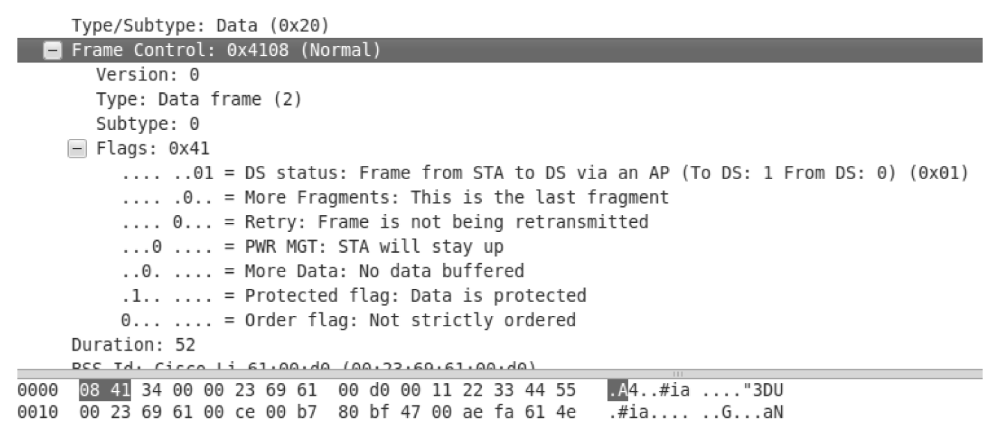 Type/Subtype: Data (0x20)
Frame Control: 0x4108 (Normal)
Version: 0
Type: Data frame (2)
Subtype: 0
Flags: 0x41
.... ..01 = DS status: Frame from STA to DS via an AP (To DS: 1 From DS: 0) (0x01)
.... .0.. = More Fragments: This is the last fragment
.... 0... = Retry: Frame is not being retransmitted
...0 .... = PWR MGT: STA will stay up
..0. .... = More Data: No data buffered
.1.. .... = Protected flag: Data is protected
0... .... = Order flag: Not strictly ordered
Duration: 52
BSS Id: Cisco-Li_61:00:d0 (00:23:69:61:00:d0)
0000 08 41 34 00 00 23 69 61 00 d0 00 11 22 33 44 55 .A4..#ia ...."3DU
0010 00 23 69 61 00 ce 00 b7 80 bf 47 00 ae fa 61 4e .#ia.... ..G...aN